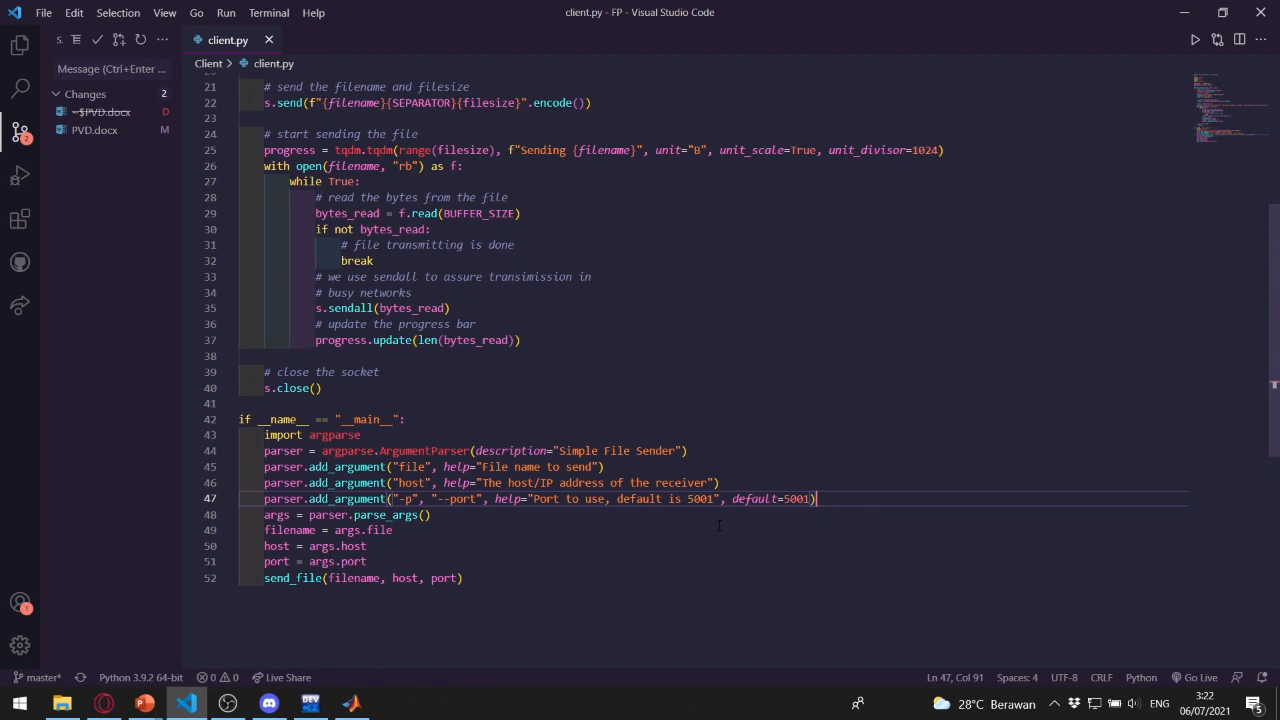 File Edit Selection View Go Run Terminal Help
client.py - FP - Visual Studio Code
S.
client.py
Client > client.py
Message (Ctrl+Enter ...
Changes 2
~$PVD.docx D
PVD.docx M
21 # send the filename and filesize
22 s.send(f"{filename}{SEPARATOR}{filesize}".encode())
23
24 # start sending the file
25 progress = tqdm.tqdm(range(filesize), f"Sending {filename}", unit="B", unit_scale=True, unit_divisor=1024)
26 with open(filename, "rb") as f:
27 while True:
28 # read the bytes from the file
29 bytes_read = f.read(BUFFER_SIZE)
30 if not bytes_read:
31 # file transmitting is done
32 break
33 # we use sendall to assure transimission in
34 # busy networks
35 s.sendall(bytes_read)
36 # update the progress bar
37 progress.update(len(bytes_read))
38
39 # close the socket
40 s.close()
41
42 if __name__ == "__main__":
43 import argparse
44 parser = argparse.ArgumentParser(description="Simple File Sender")
45 parser.add_argument("file", help="File name to send")
46 parser.add_argument("host", help="The host/IP address of the receiver")
47 parser.add_argument("-p", "--port", help="Port to use, default is 5001", default=5001)
48 args = parser.parse_args()
49 filename = args.file
50 host = args.host
51 port = args.port
52 send_file(filename, host, port)
2
1
master* Python 3.9.2 64-bit 0 0 Live Share
Ln 47, Col 91 Spaces: 4 UTF-8 CRLF Python Go Live
DEV
28°C Berawan ENG 3:22
06/07/2021 5